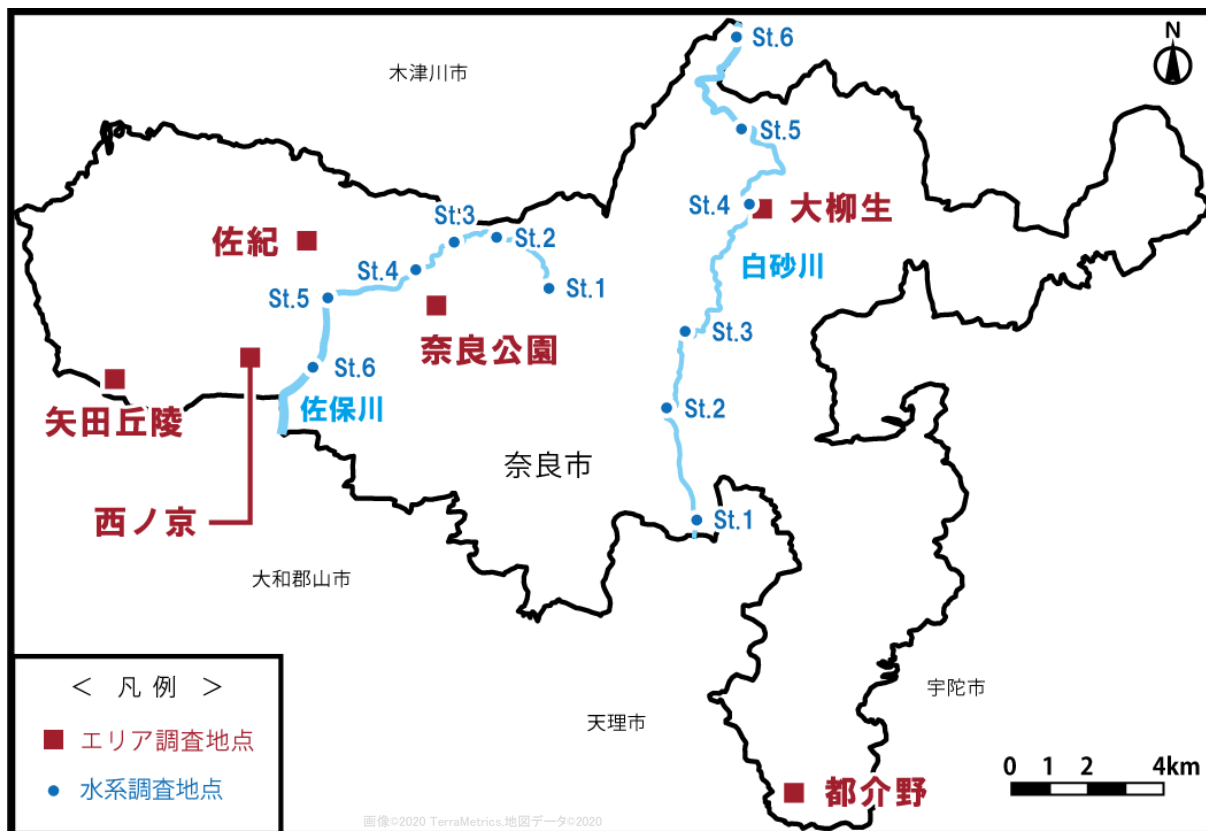 木津川市
N
St.6
St.5
St.4
大柳生
佐紀
St.3
St.2
St.4
St.1
白砂川
St.5
奈良公園
St.3
St.6
佐保川
矢田丘陵
St.2
奈良市
西ノ京
St.1
大和郡山市
天理市
宇陀市
都介野
＜ 凡 例 ＞
エリア調査地点
水系調査地点
0 1 2 4km
画像©2020 TerraMetrics,地図データ©2020